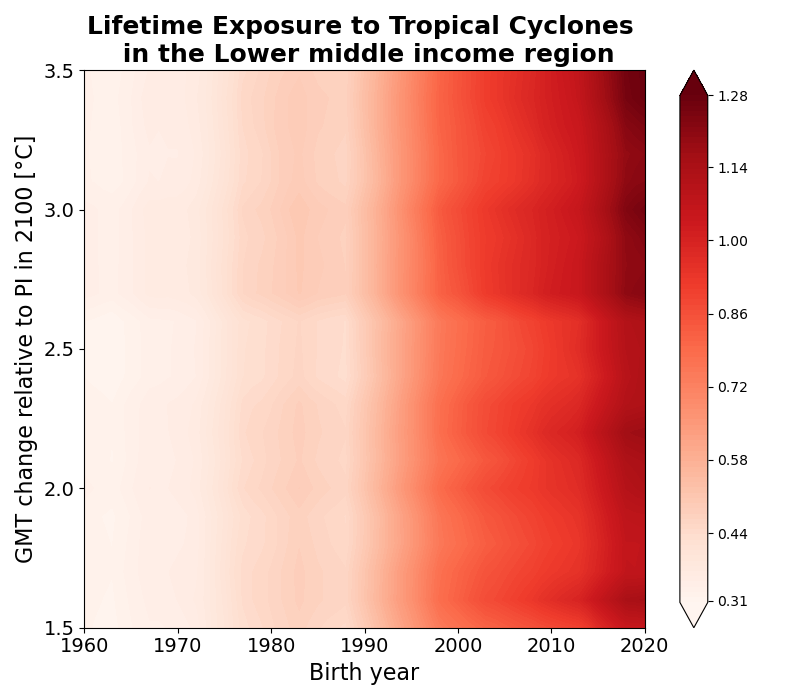 Lifetime Exposure to Tropical Cyclones
in the Lower middle income region
GMT change relative to PI in 2100 [°C]
3.5
3.0
2.5
2.0
1.5
1960 1970 1980 1990 2000 2010 2020
Birth year
1.28
1.14
1.00
0.86
0.72
0.58
0.44
0.31